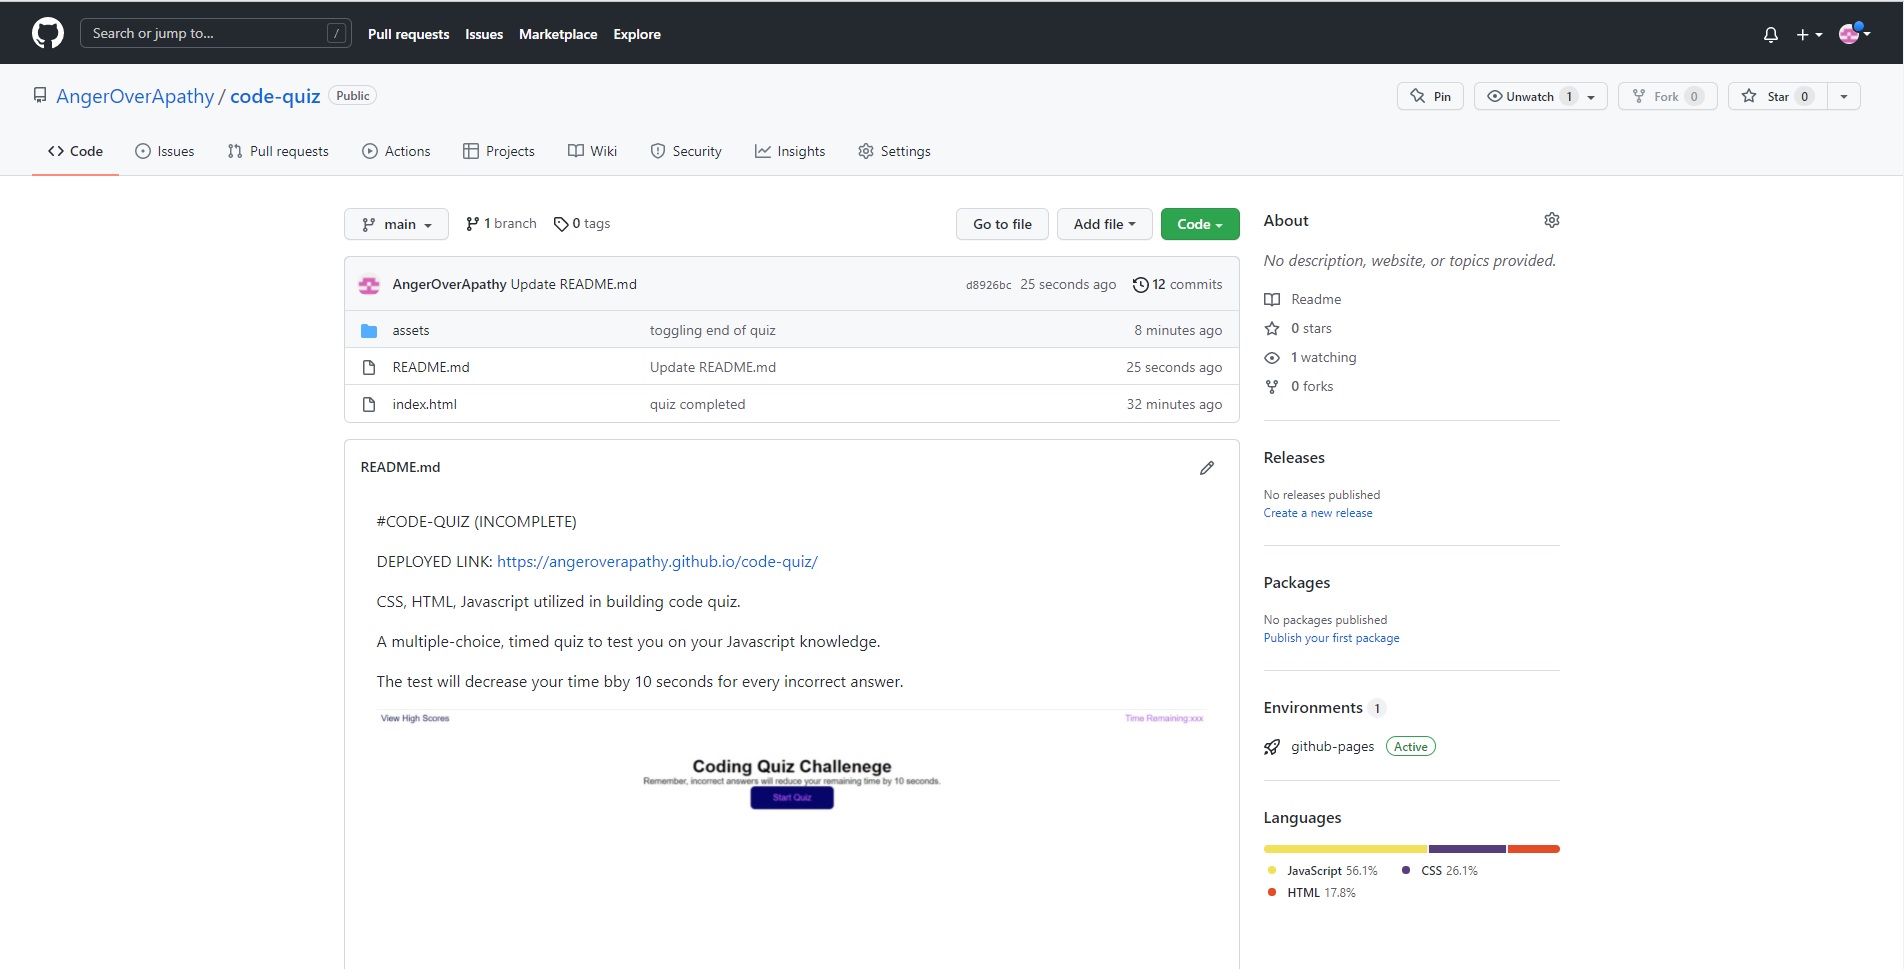 Search or jump to... /
Pull requests Issues Marketplace Explore
AngerOverApathy / code-quiz Public
Pin Unwatch 1 Fork 0 Star 0
Code Issues Pull requests Actions Projects Wiki Security Insights Settings
main 1 branch 0 tags Go to file Add file Code
AngerOverApathy Update README.md d8926bc 25 seconds ago 12 commits
assets toggling end of quiz 8 minutes ago
README.md Update README.md 25 seconds ago
index.html quiz completed 32 minutes ago
README.md
#CODE-QUIZ (INCOMPLETE)
DEPLOYED LINK: https://angeroverapathy.github.io/code-quiz/
CSS, HTML, Javascript utilized in building code quiz.
A multiple-choice, timed quiz to test you on your Javascript knowledge.
The test will decrease your time bby 10 seconds for every incorrect answer.
View High Scores Time Remaining:xxx
Coding Quiz Challenege
Remember, incorrect answers will reduce your remaining time by 10 seconds.
Start Quiz
About
No description, website, or topics provided.
Readme
0 stars
1 watching
0 forks
Releases
No releases published
Create a new release
Packages
No packages published
Publish your first package
Environments 1
github-pages Active
Languages
JavaScript 56.1% CSS 26.1%
HTML 17.8%